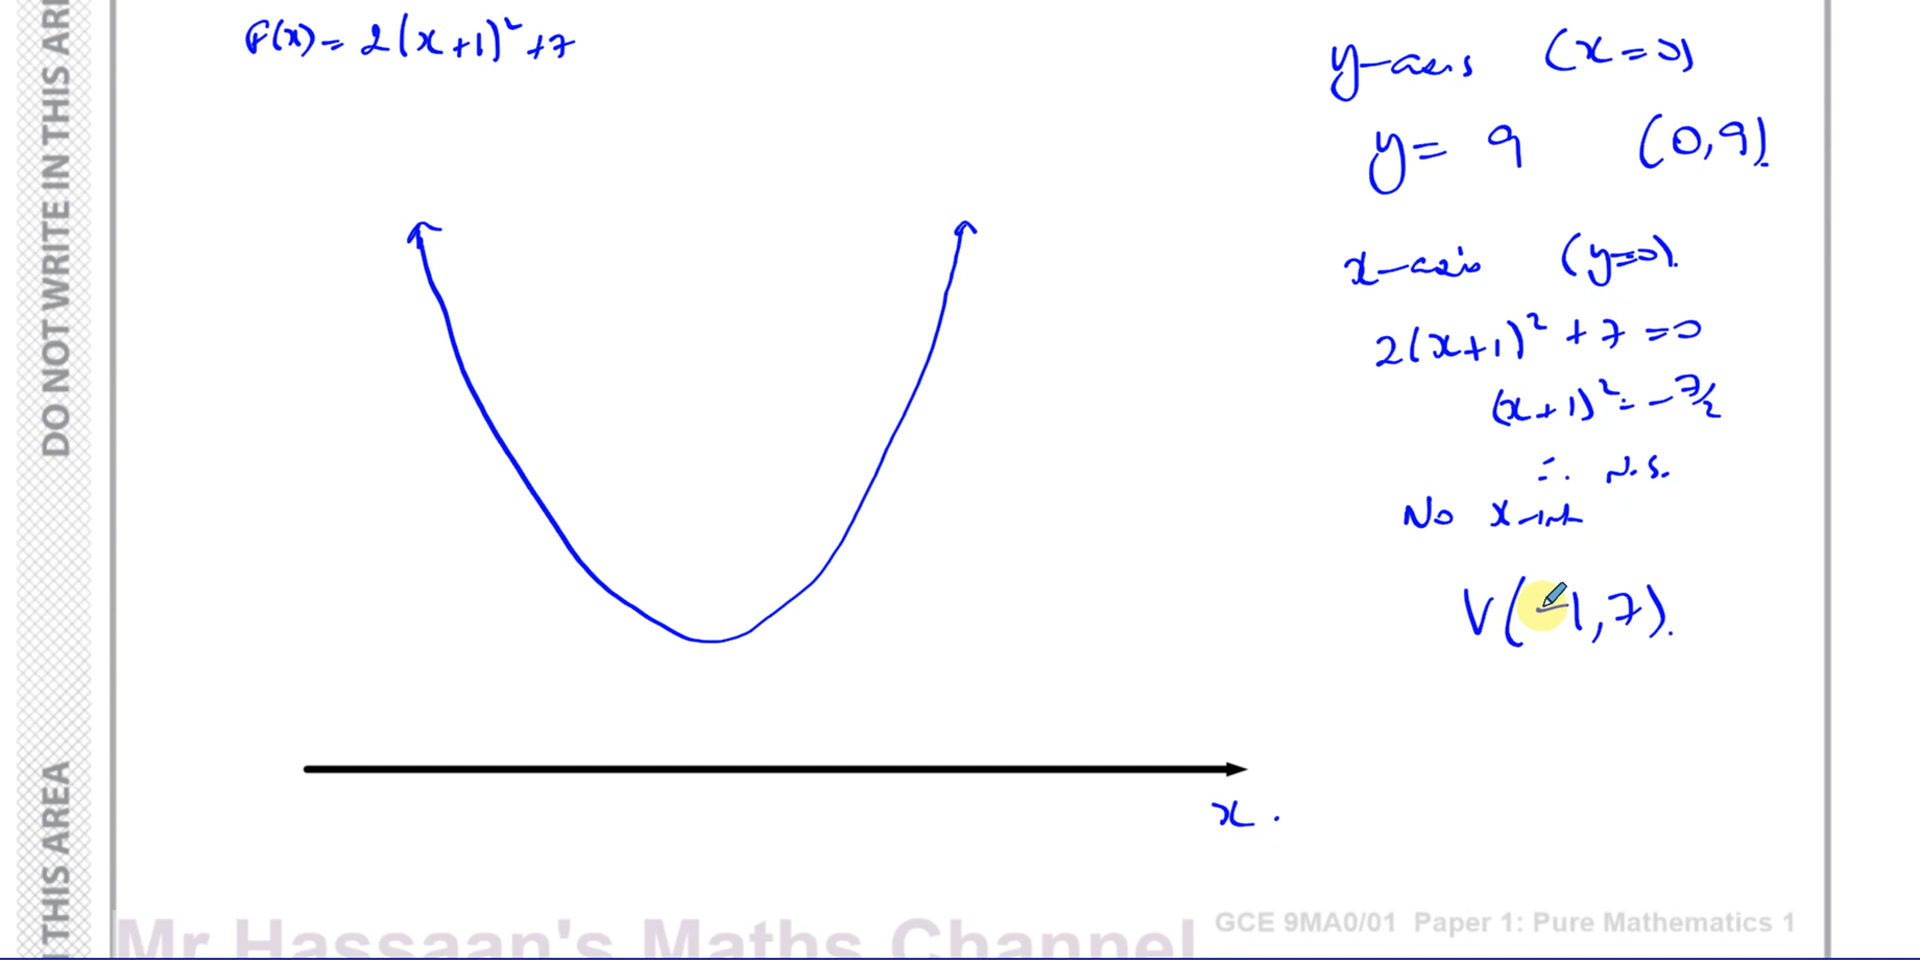 DO NOT WRITE IN THIS AR
THIS AREA
F(x) = 2(x+1)² + 7
y-axis (x=0)
y = 9 (0,9)
x-axis (y=0).
2(x+1)² + 7 = 0
(x+1)² = -7/2
∴ N.S.
No x-int
V(-1,7).
x.
Mr Hassaan's Maths Channel
GCE 9MA0/01 Paper 1: Pure Mathematics 1